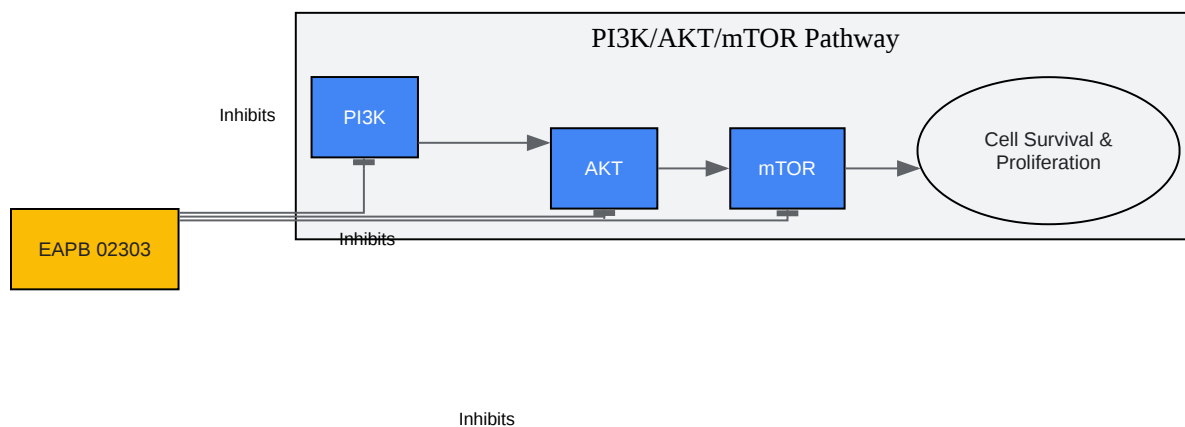 PI3K/AKT/mTOR Pathway
PI3K
Inhibits
AKT
mTOR
Cell Survival &
Proliferation
EAPB 02303
Inhibits
Inhibits